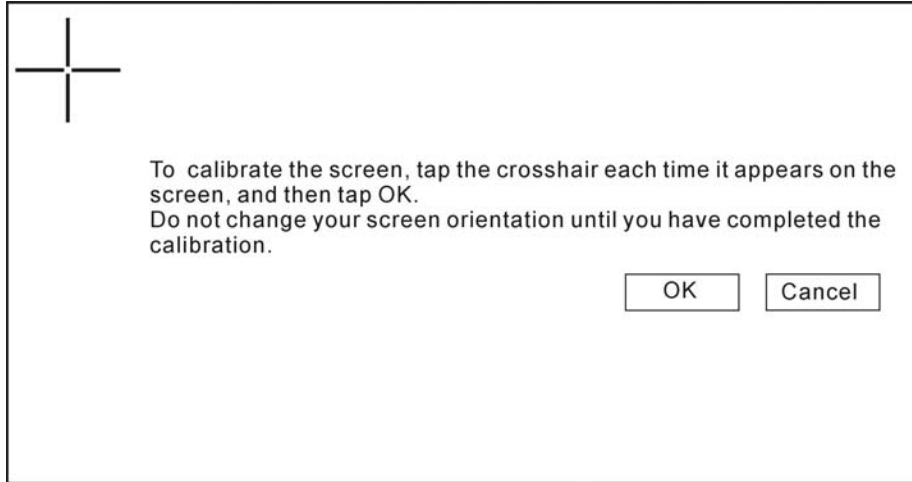 To calibrate the screen, tap the crosshair each time it appears on the
screen, and then tap OK.
Do not change your screen orientation until you have completed the
calibration.
OK Cancel